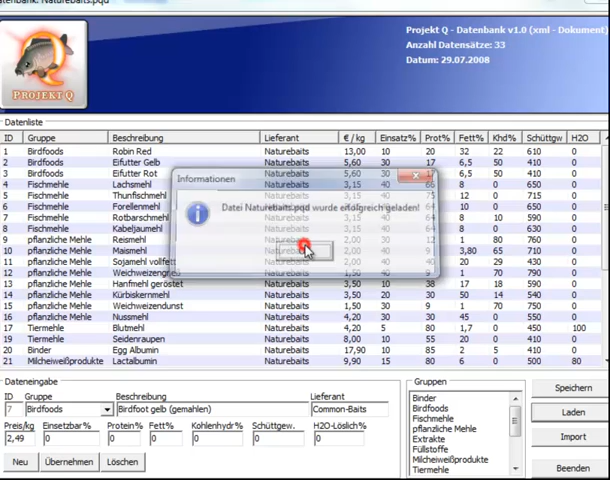 Datenbank: Naturebaits.pqd
Projekt Q - Datenbank v1.0 (xml - Dokument)
Anzahl Datensätze: 33
Datum: 29.07.2008
PROJEKT Q
Datenliste
ID Gruppe Beschreibung Lieferant € / kg Einsatz% Prot% Fett% Khd% Schüttgw H2O
1 Birdfoods Robin Red Naturebaits 13,00 10 20 32 22 610 0
2 Birdfoods Eifutter Gelb Naturebaits 5,60 30 17 6,5 50 410 0
3 Birdfoods Eifutter Rot Naturebaits 5,60 30 17 6,5 50 410 0
4 Fischmehle Lachsmehl Naturebaits 3,15 40 66 8 0 650 0
5 Fischmehle Thunfischmehl Naturebaits 3,15 40 75 12 0 715 0
6 Fischmehle Forellenmehl Naturebaits 3,15 40 10 0 650 0
7 Fischmehle Rotbarschmehl Naturebaits 3,15 8 10 590 0
8 Fischmehle Kabeljaumehl Naturebaits 3,15 3 0 630 0
9 pflanzliche Mehle Reismehl Naturebaits 2,00 30 12 1 80 760 0
10 pflanzliche Mehle Maismehl Naturebaits 2,00 40 9 3,80 65 710 0
11 pflanzliche Mehle Sojamehl vollfett Naturebaits 2,00 40 20 29 430 0
12 pflanzliche Mehle Weichweizengrieß Naturebaits 1,50 40 9 1 70 790 0
13 pflanzliche Mehle Hanfmehl geröstet Naturebaits 3,50 10 38 17 18 590 0
14 pflanzliche Mehle Kürbiskernmehl Naturebaits 4,20 20 30 50 14 540 0
15 pflanzliche Mehle Weichweizendunst Naturebaits 1,50 30 9 1 70 750 0
16 pflanzliche Mehle Nussmehl Naturebaits 4,20 30 16 45 0 550 0
17 Tiermehle Blutmehl Naturebaits 4,20 5 80 1,7 0 450 100
19 Tiermehle Seidenraupen Naturebaits 8,00 10 55 20 0 410 0
20 Binder Egg Albumin Naturebaits 17,90 10 85 2 5 410 0
21 Milcheiweißprodukte Lactalbumin Naturebaits 9,90 15 80 6 0 500 80
Informationen
Datei Naturebaits.pqd wurde erfolgreich geladen!
Dateneingabe
ID Gruppe Beschreibung Lieferant
7 Birdfoods Birdfoot gelb (gemahlen) Common-Baits
Preis/kg Einsetzbar% Protein% Fett% Kohlenhydr% Schüttgew. H2O-Löslich%
2,49 0 0 0 0 0 0
Neu Übernehmen Löschen
Gruppen
Binder
Birdfoods
Fischmehle
pflanzliche Mehle
Extrakte
Füllstoffe
Milcheiweißprodukte
Tiermehle
Speichern
Laden
Import
Beenden